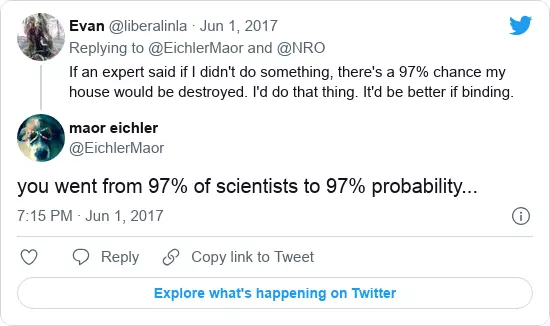 Evan @liberalinla · Jun 1, 2017
Replying to @EichlerMaor and @NRO
If an expert said if I didn't do something, there's a 97% chance my
house would be destroyed. I'd do that thing. It'd be better if binding.
maor eichler
@EichlerMaor
you went from 97% of scientists to 97% probability...
7:15 PM · Jun 1, 2017
Reply Copy link to Tweet
Explore what's happening on Twitter